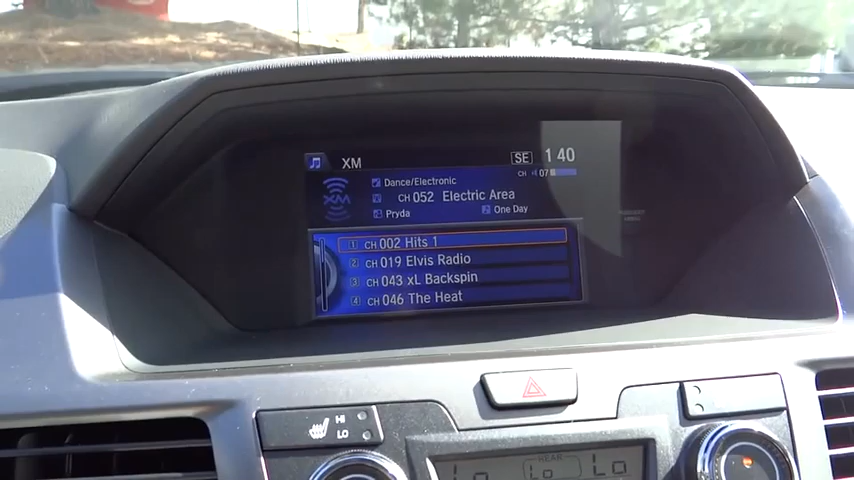 XM SE 1 40
CH 07
Dance/Electronic
XM CH 052 Electric Area
Pryda One Day
1 CH 002 Hits 1
2 CH 019 Elvis Radio
3 CH 043 xL Backspin
4 CH 046 The Heat
HI
LO
REAR
Lo Lo Lo